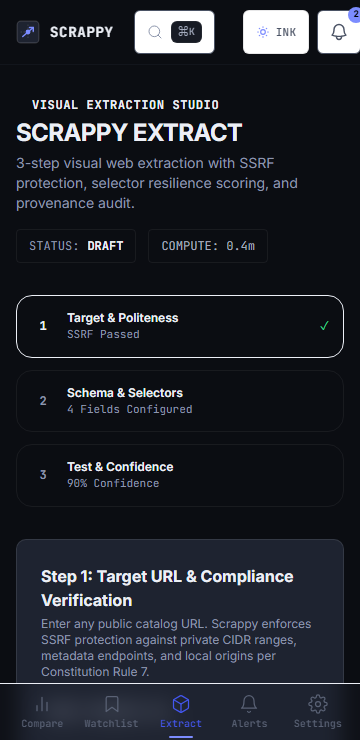 SCRAPPY
⌘K
INK
2
VISUAL EXTRACTION STUDIO
SCRAPPY EXTRACT
3-step visual web extraction with SSRF
protection, selector resilience scoring, and
provenance audit.
STATUS: DRAFT
COMPUTE: 0.4m
1
Target & Politeness
SSRF Passed
✓
2
Schema & Selectors
4 Fields Configured
3
Test & Confidence
90% Confidence
Step 1: Target URL & Compliance
Verification
Enter any public catalog URL. Scrappy enforces
SSRF protection against private CIDR ranges,
metadata endpoints, and local origins per
Constitution Rule 7.
Compare
Watchlist
Extract
Alerts
Settings